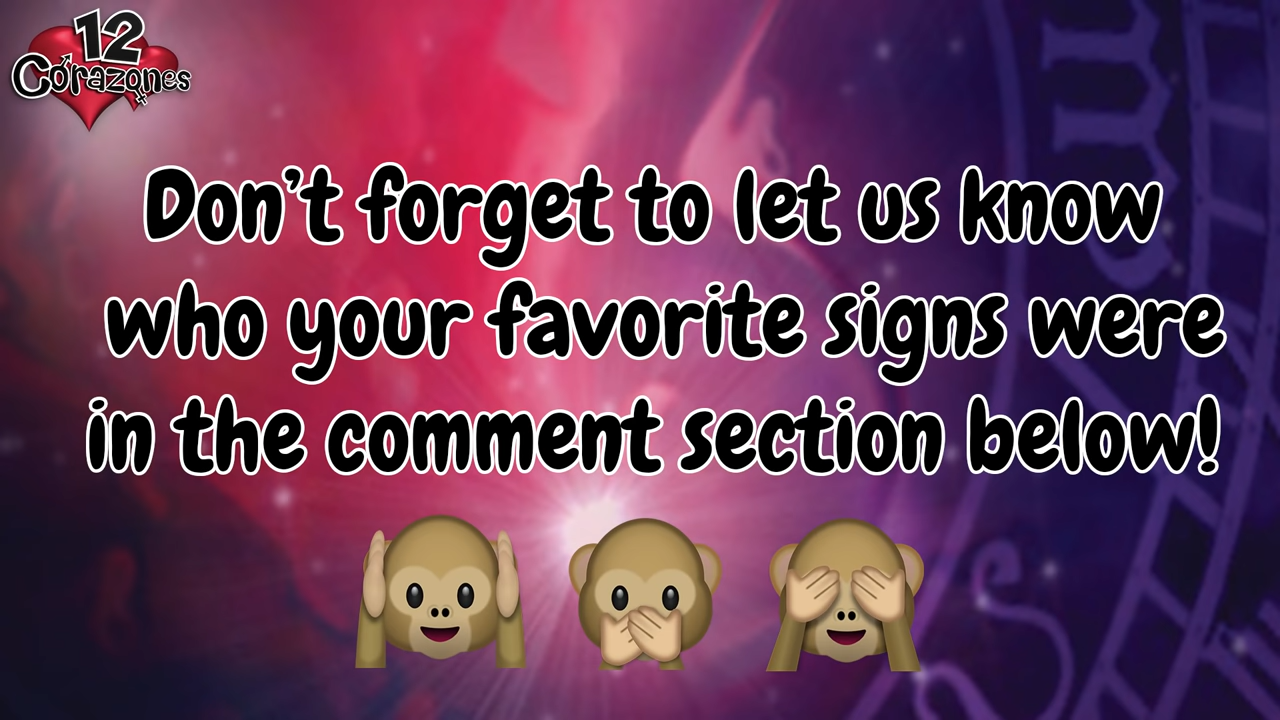 12
Corazones
Don't forget to let us know
who your favorite signs were
in the comment section below!